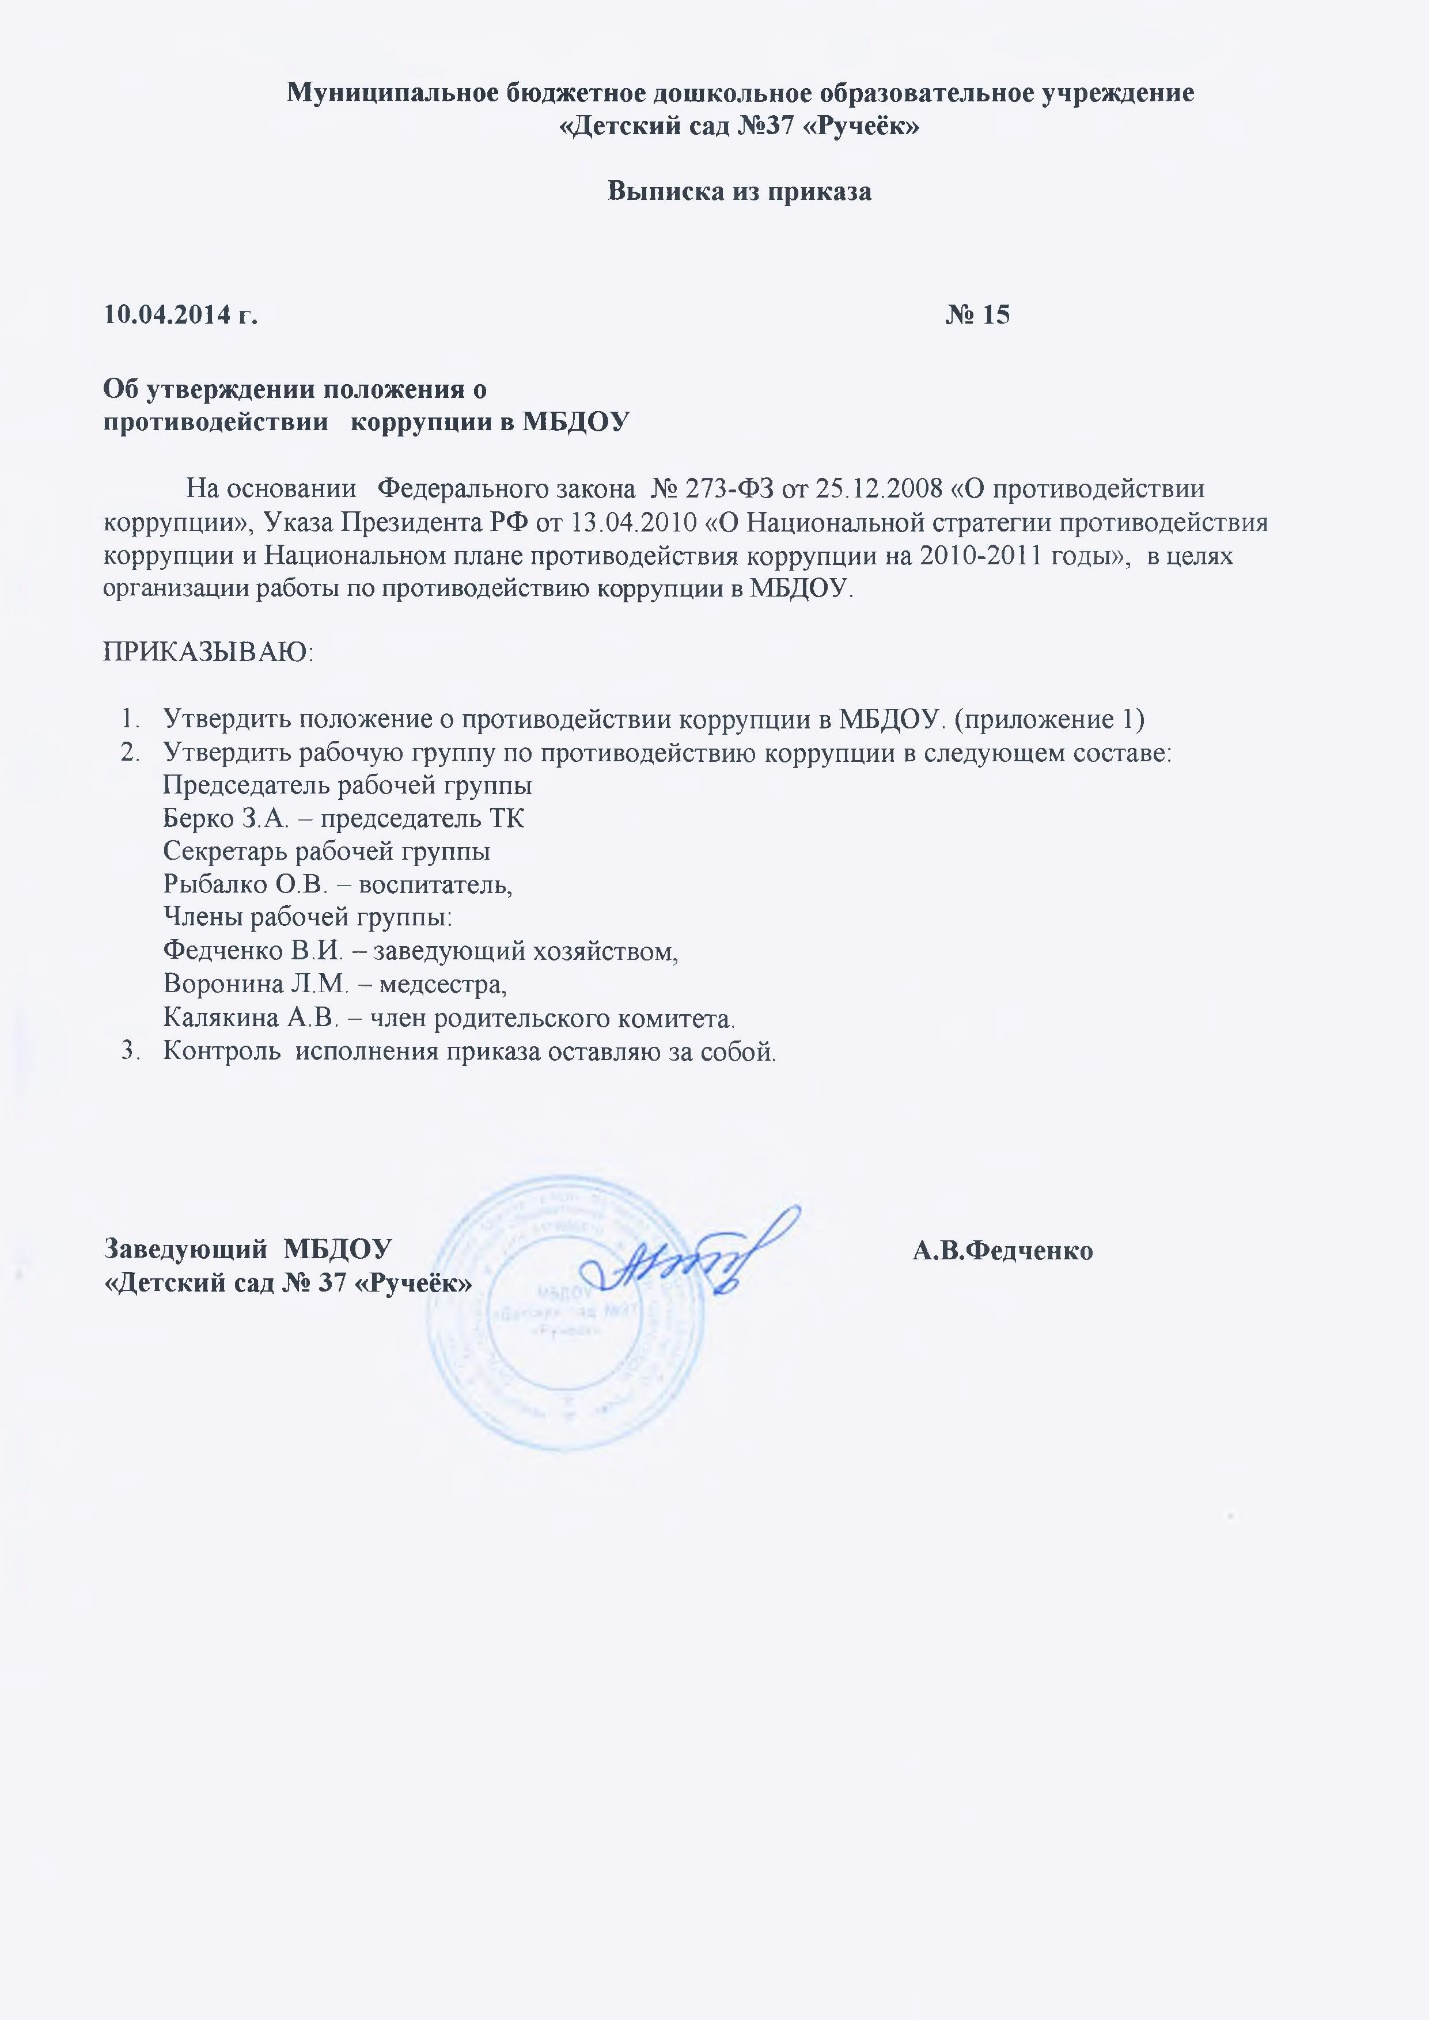 Муниципальное бюджетное дошкольное образовательное учреждение
«Детский сад №37 «Ручеёк»
Выписка из приказа
10.04.2014 г. № 15
Об утверждении положения о
противодействии коррупции в МБДОУ
На основании Федерального закона № 273-ФЗ от 25.12.2008 «О противодействии
коррупции», Указа Президента РФ от 13.04.2010 «О Национальной стратегии противодействия
коррупции и Национальном плане противодействия коррупции на 2010-2011 годы», в целях
организации работы по противодействию коррупции в МБДОУ.
ПРИКАЗЫВАЮ:
1. Утвердить положение о противодействии коррупции в МБДОУ. (приложение 1)
2. Утвердить рабочую группу по противодействию коррупции в следующем составе:
Председатель рабочей группы
Берко З.А. – председатель ТК
Секретарь рабочей группы
Рыбалко О.В. – воспитатель,
Члены рабочей группы:
Федченко В.И. – заведующий хозяйством,
Воронина Л.М. – медсестра,
Калякина А.В. – член родительского комитета.
3. Контроль исполнения приказа оставляю за собой.
Заведующий МБДОУ А.В.Федченко
«Детский сад № 37 «Ручеёк»
МБДОУ
«Детский сад №37
«Ручеёк»